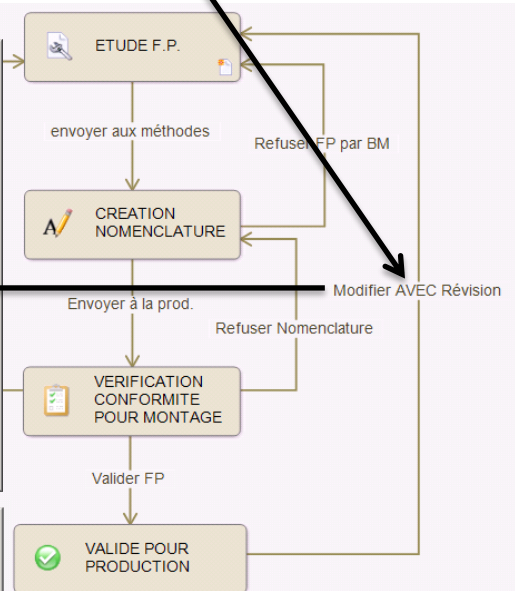 ETUDE F.P.
envoyer aux méthodes
Refuser FP par BM
CREATION
NOMENCLATURE
Modifier AVEC Révision
Envoyer à la prod.
Refuser Nomenclature
VERIFICATION
CONFORMITE
POUR MONTAGE
Valider FP
VALIDE POUR
PRODUCTION